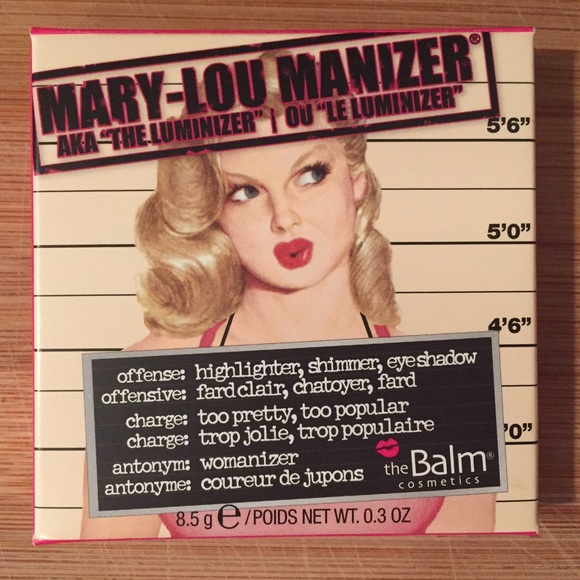 MARY-LOU MANIZER®
AKA "THE LUMINIZER" | OU "LE LUMINIZER"
5'6"
5'0"
4'6"
'0"
offense: highlighter, shimmer, eyeshadow
offensive: fard clair, chatoyer, fard
charge: too pretty, too popular
charge: trop jolie, trop populaire
antonym: womanizer
antonyme: coureur de jupons
theBalm®
cosmetics
8.5 g ℮ /POIDS NET WT. 0.3 OZ